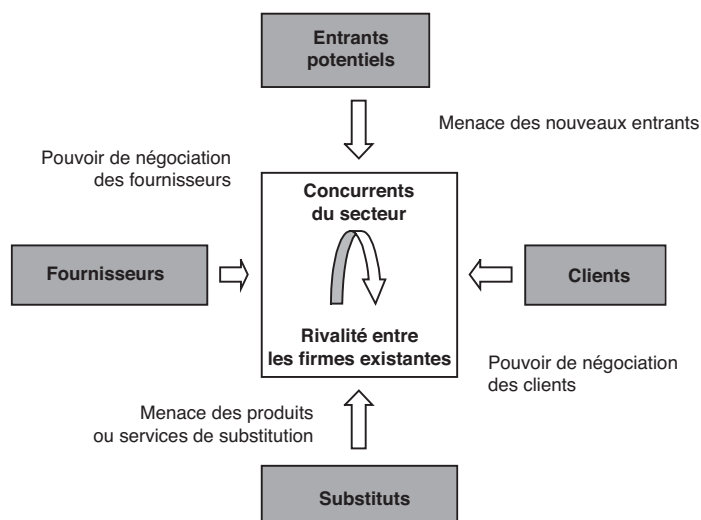 Entrants
potentiels
Menace des nouveaux entrants
Pouvoir de négociation
des fournisseurs
Concurrents
du secteur
Fournisseurs
Clients
Rivalité entre
les firmes existantes
Pouvoir de négociation
des clients
Menace des produits
ou services de substitution
Substituts